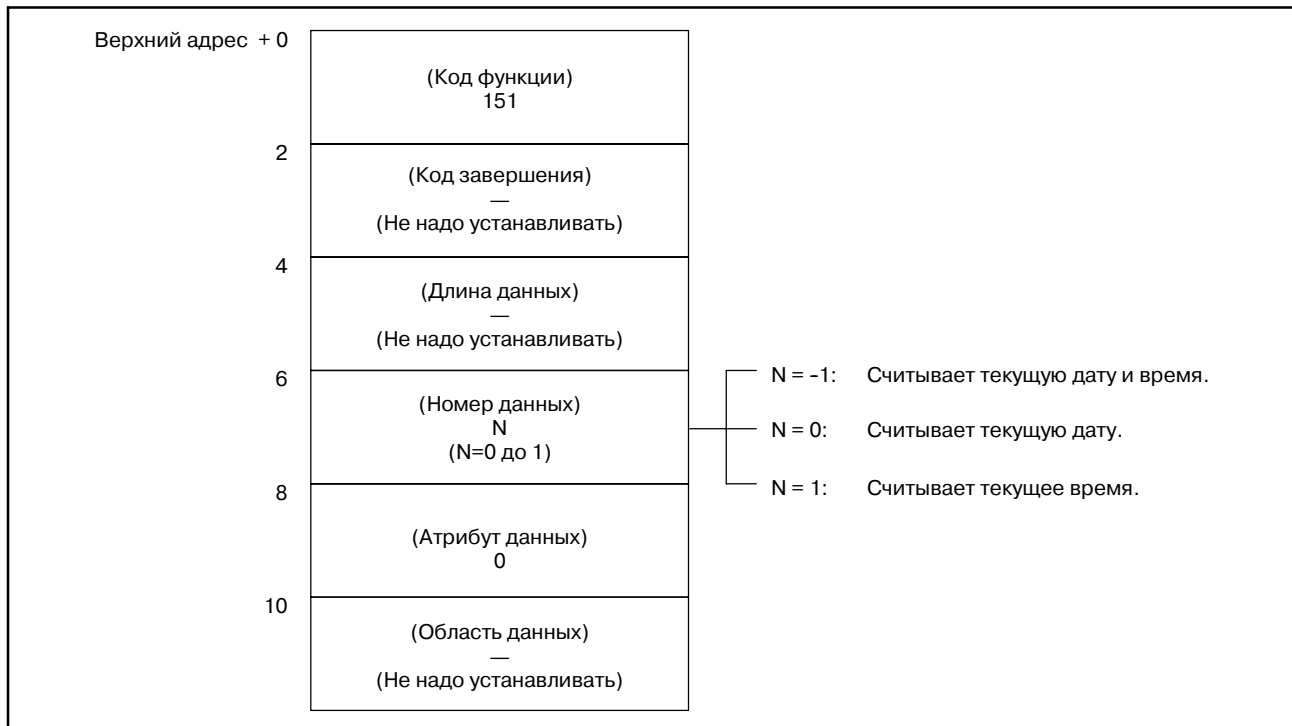 Верхний адрес + 0
(Код функции)
151
2
(Код завершения)
—
(Не надо устанавливать)
4
(Длина данных)
—
(Не надо устанавливать)
6
(Номер данных)
N
(N=0 до 1)
N = -1: Считывает текущую дату и время.
N = 0: Считывает текущую дату.
N = 1: Считывает текущее время.
8
(Атрибут данных)
0
10
(Область данных)
—
(Не надо устанавливать)